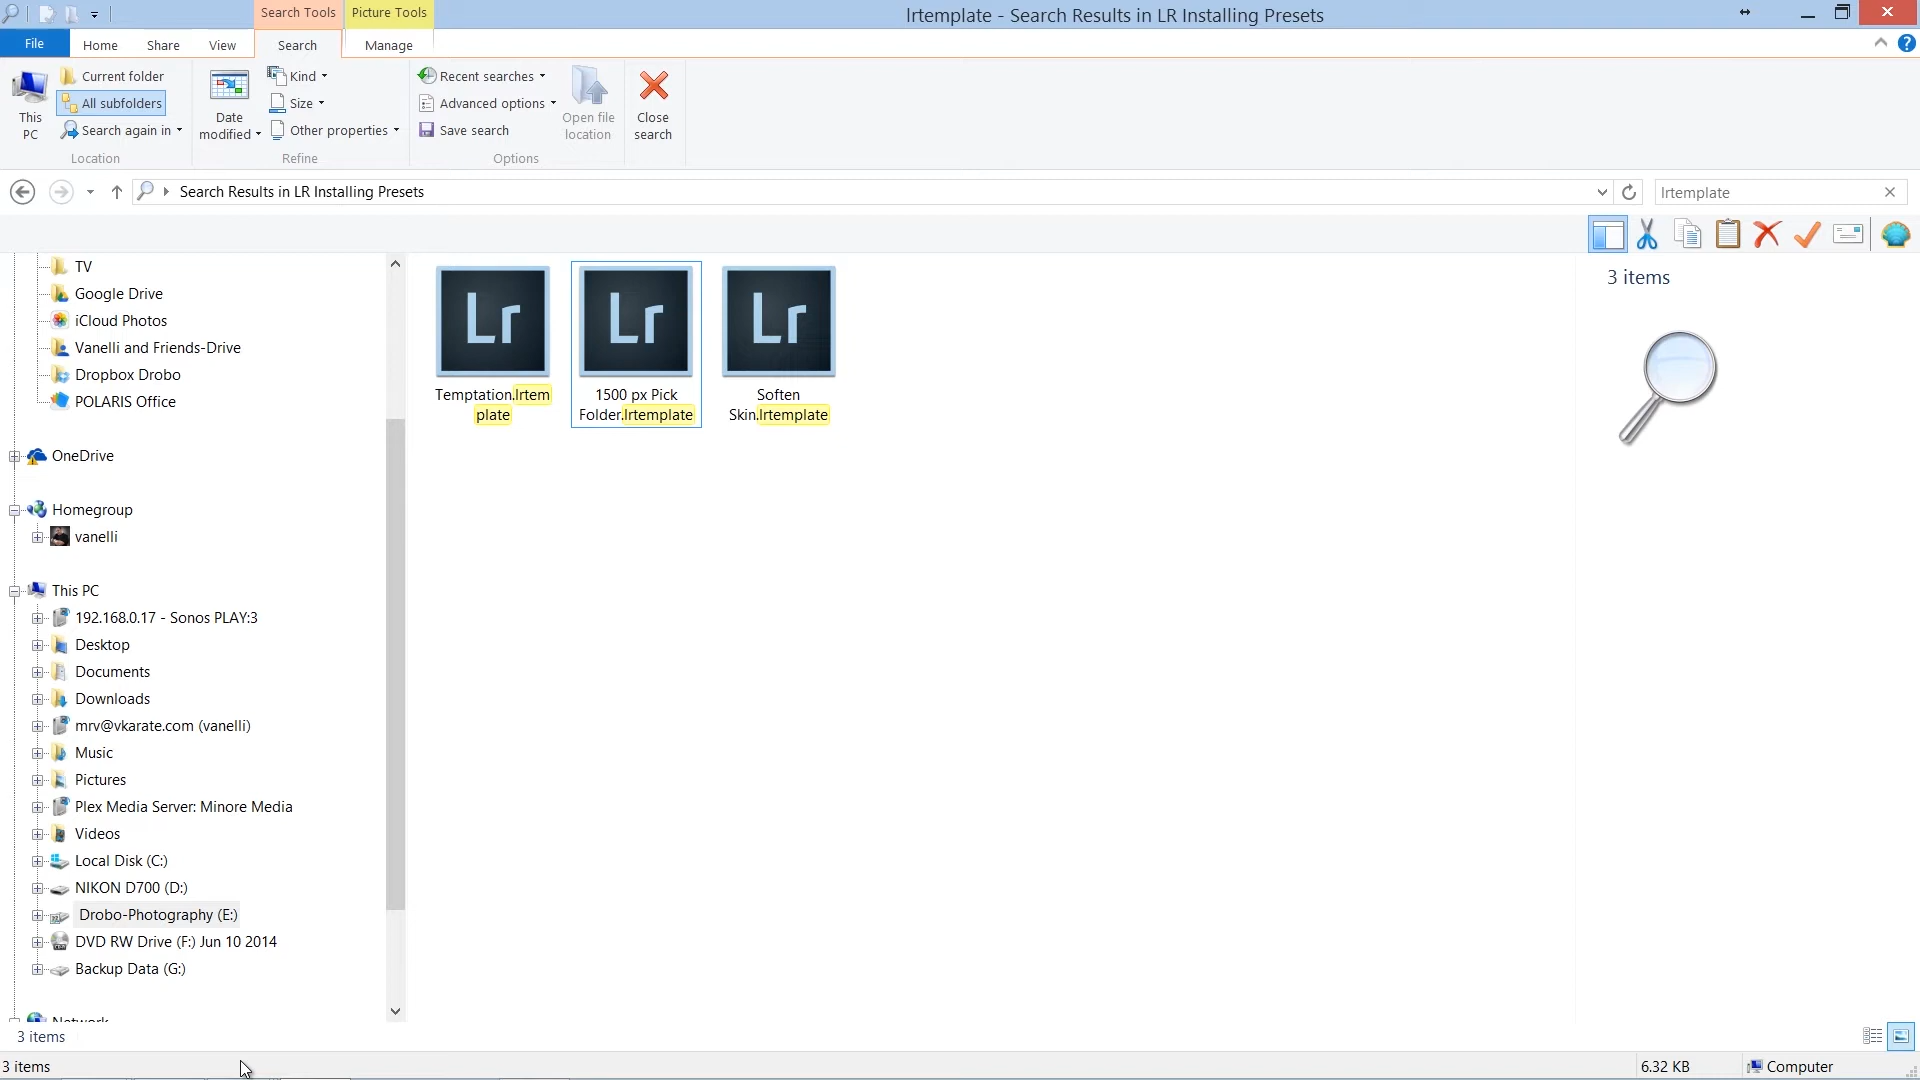 Search Tools
Picture Tools
lrtemplate - Search Results in LR Installing Presets
File
Home
Share
View
Search
Manage
This PC
Current folder
All subfolders
Search again in
Location
Date modified
Kind
Size
Other properties
Refine
Recent searches
Advanced options
Save search
Options
Open file location
Close search
Search Results in LR Installing Presets
lrtemplate
TV
Google Drive
iCloud Photos
Vanelli and Friends-Drive
Dropbox Drobo
POLARIS Office
OneDrive
Homegroup
vanelli
This PC
192.168.0.17 - Sonos PLAY:3
Desktop
Documents
Downloads
mrv@vkarate.com (vanelli)
Music
Pictures
Plex Media Server: Minore Media
Videos
Local Disk (C:)
NIKON D700 (D:)
Drobo-Photography (E:)
DVD RW Drive (F:) Jun 10 2014
Backup Data (G:)
Network
Lr
Temptation.lrtem
plate
Lr
1500 px Pick
Folder.lrtemplate
Lr
Soften
Skin.lrtemplate
3 items
3 items
3 items
6.32 KB
Computer